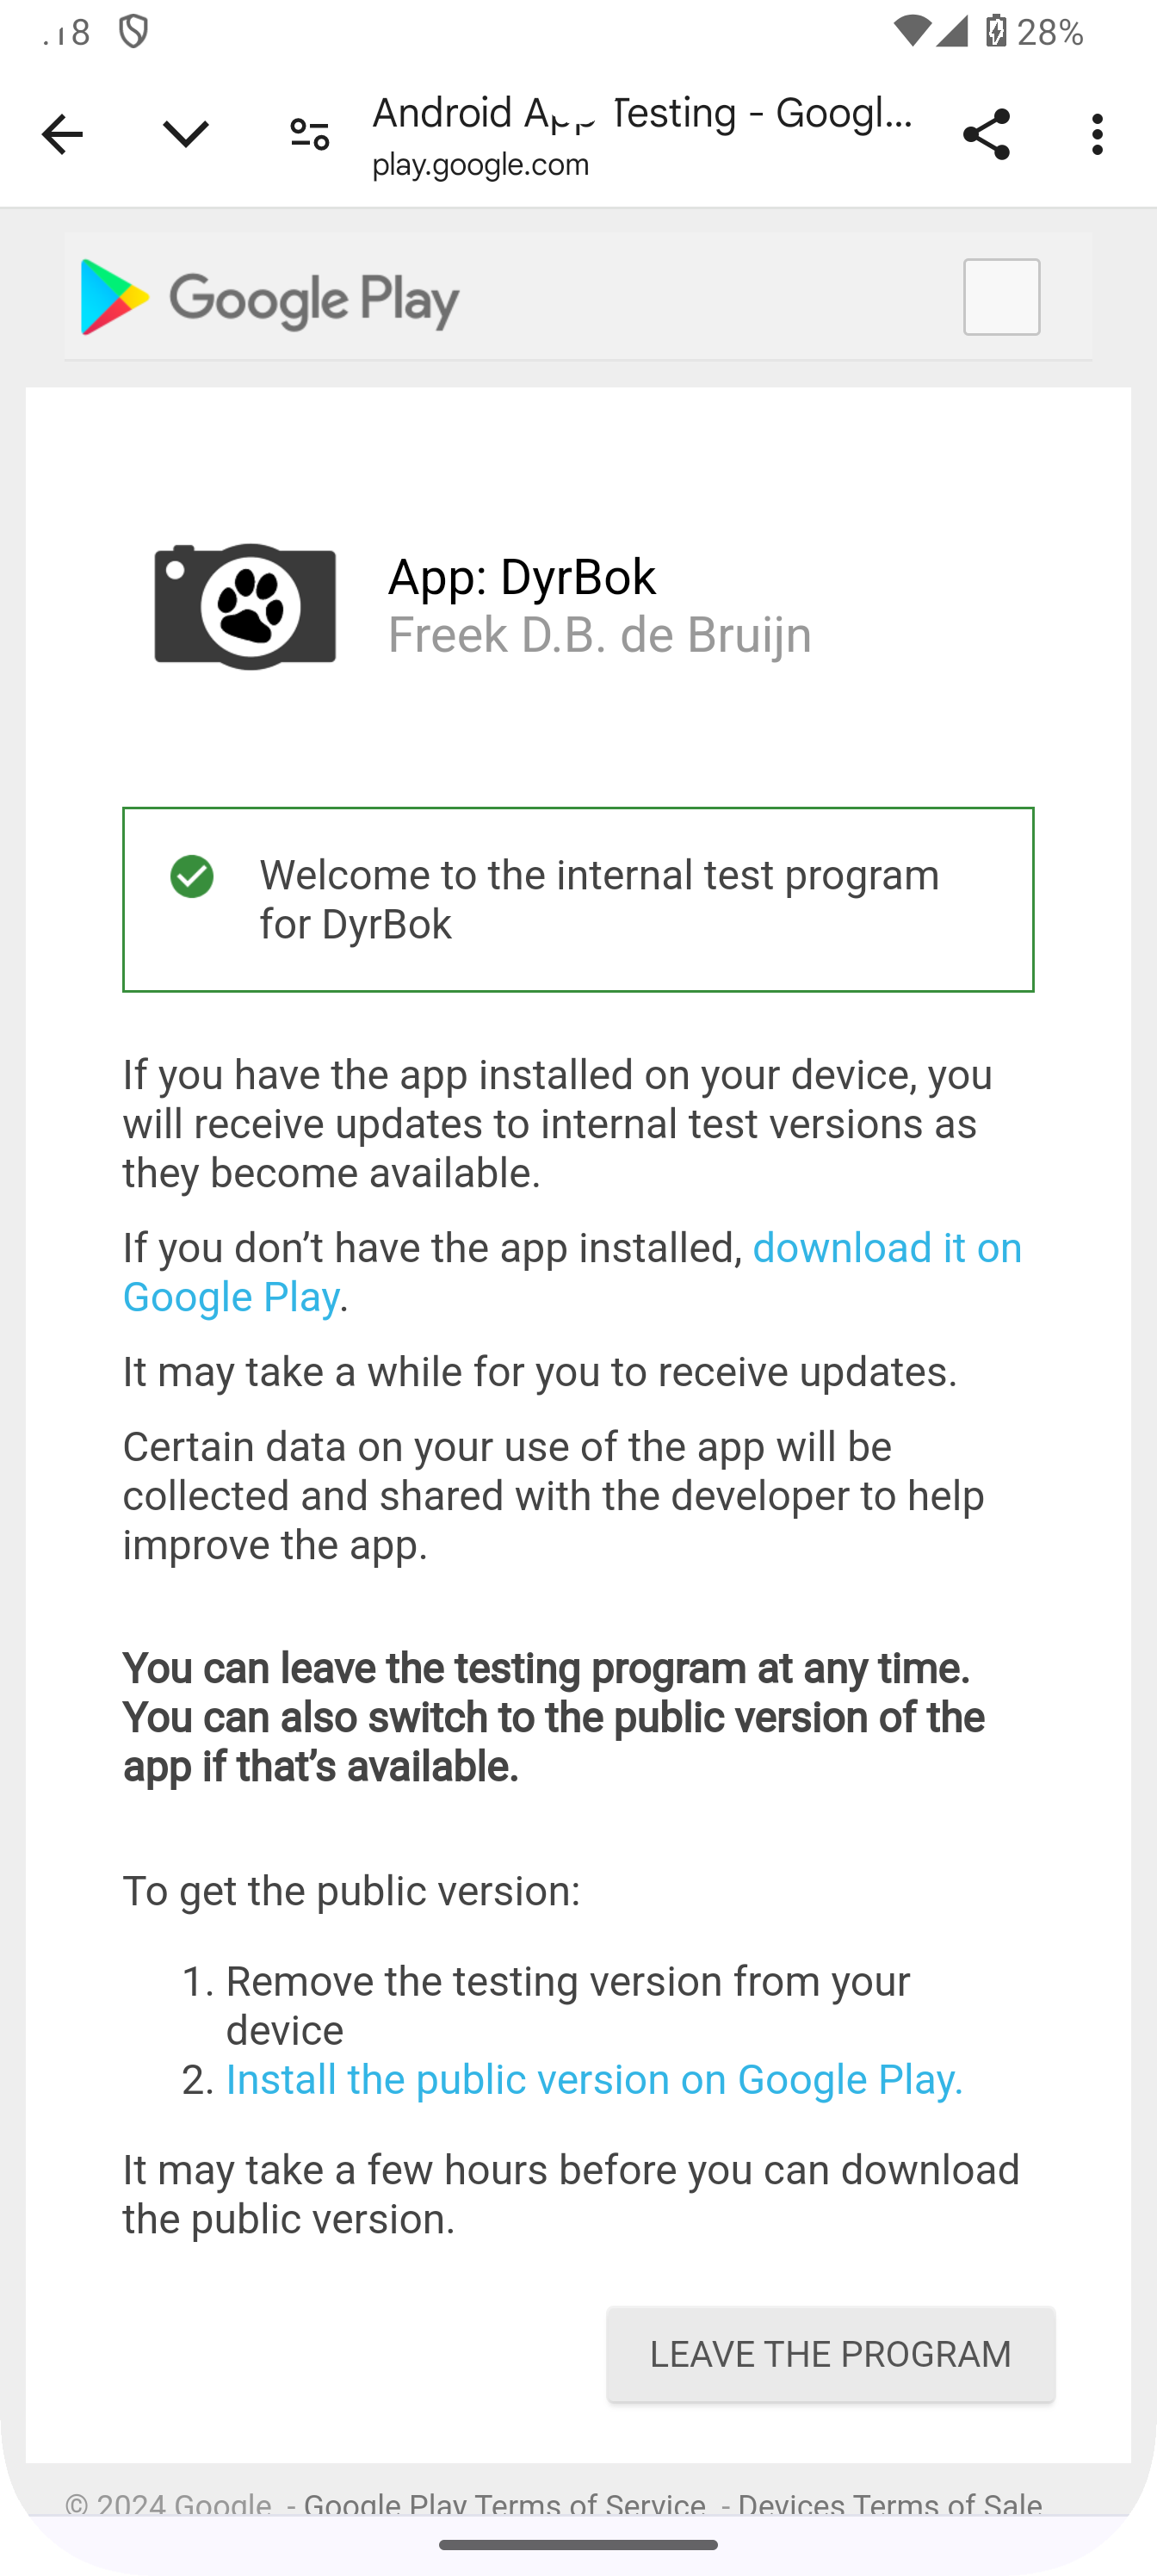 28%
Android App Testing - Googl...
play.google.com
Google Play
App: DyrBok
Freek D.B. de Bruijn
Welcome to the internal test program
for DyrBok
If you have the app installed on your device, you
will receive updates to internal test versions as
they become available.
If you don’t have the app installed, download it on
Google Play.
It may take a while for you to receive updates.
Certain data on your use of the app will be
collected and shared with the developer to help
improve the app.
You can leave the testing program at any time.
You can also switch to the public version of the
app if that’s available.
To get the public version:
1. Remove the testing version from your
device
2. Install the public version on Google Play.
It may take a few hours before you can download
the public version.
LEAVE THE PROGRAM
© 2024 Google - Google Play Terms of Service - Devices Terms of Sale